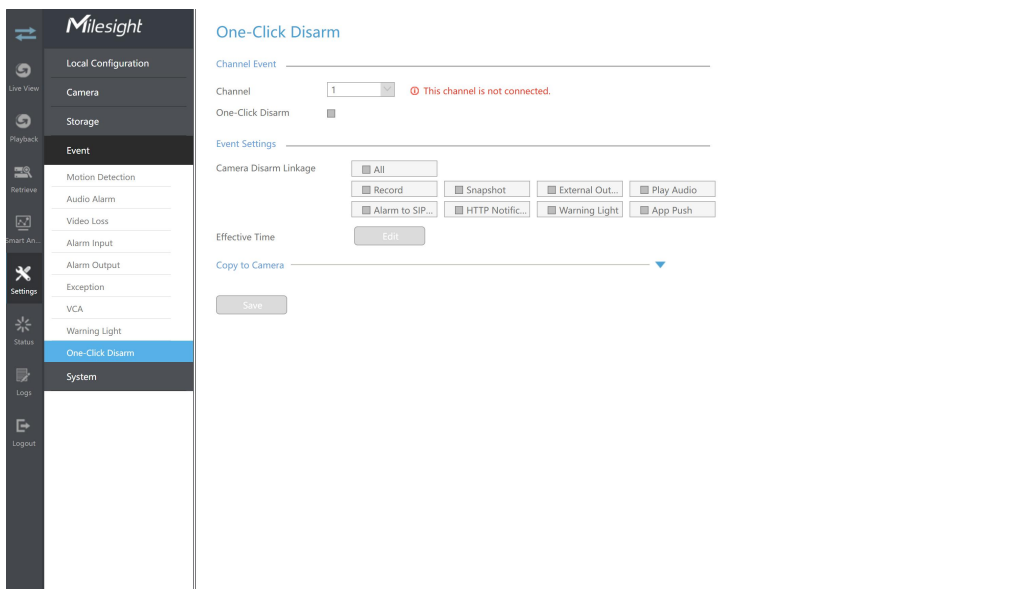 Milesight
Live View
Playback
Retrieve
Smart An...
Settings
Status
Logs
Logout
Local Configuration
Camera
Storage
Event
Motion Detection
Audio Alarm
Video Loss
Alarm Input
Alarm Output
Exception
VCA
Warning Light
One-Click Disarm
System
One-Click Disarm
Channel Event
Channel 1 This channel is not connected.
One-Click Disarm
Event Settings
Camera Disarm Linkage All
Record Snapshot External Out... Play Audio
Alarm to SIP... HTTP Notific... Warning Light App Push
Effective Time Edit
Copy to Camera
Save